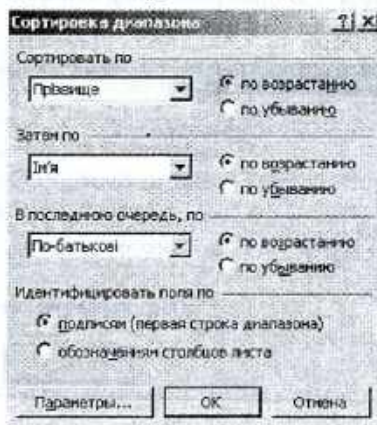 Сортировка диапазона
Сортировать по
Прізвище
по возрастанию
по убыванию
Затем по
Ім'я
по возрастанию
по убыванию
В последнюю очередь, по
По-батькові
по возрастанию
по убыванию
Идентифицировать поля по
подписям (первая строка диапазона)
обозначениям столбцов листа
Параметры...
ОК
Отмена